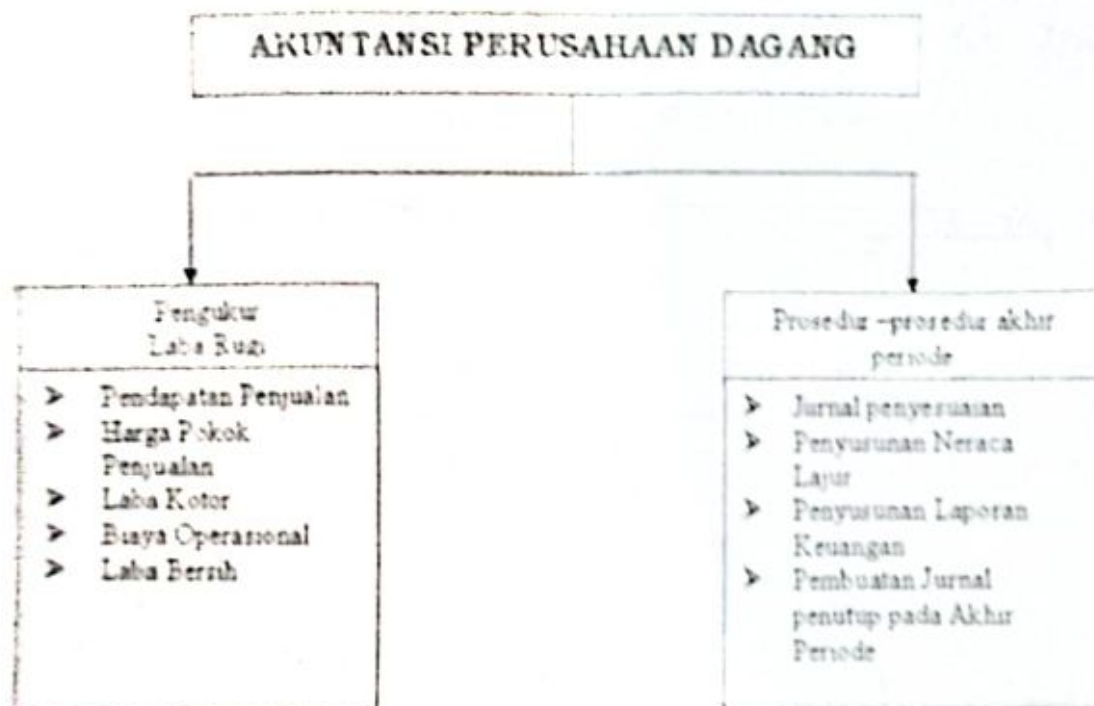 AKUNTANSI PERUSAHAAN DAGANG
Pengukur
Laba Rugi
➢ Pendapatan Penjualan
➢ Harga Pokok
Penjualan
➢ Laba Kotor
➢ Biaya Operasional
➢ Laba Bersih
Prosedur –prosedur akhir
periode
➢ Jurnal penyesuaian
➢ Penyusunan Neraca
Lajur
➢ Penyusunan Laporan
Keuangan
➢ Pembuatan Jurnal
penutup pada Akhir
Periode